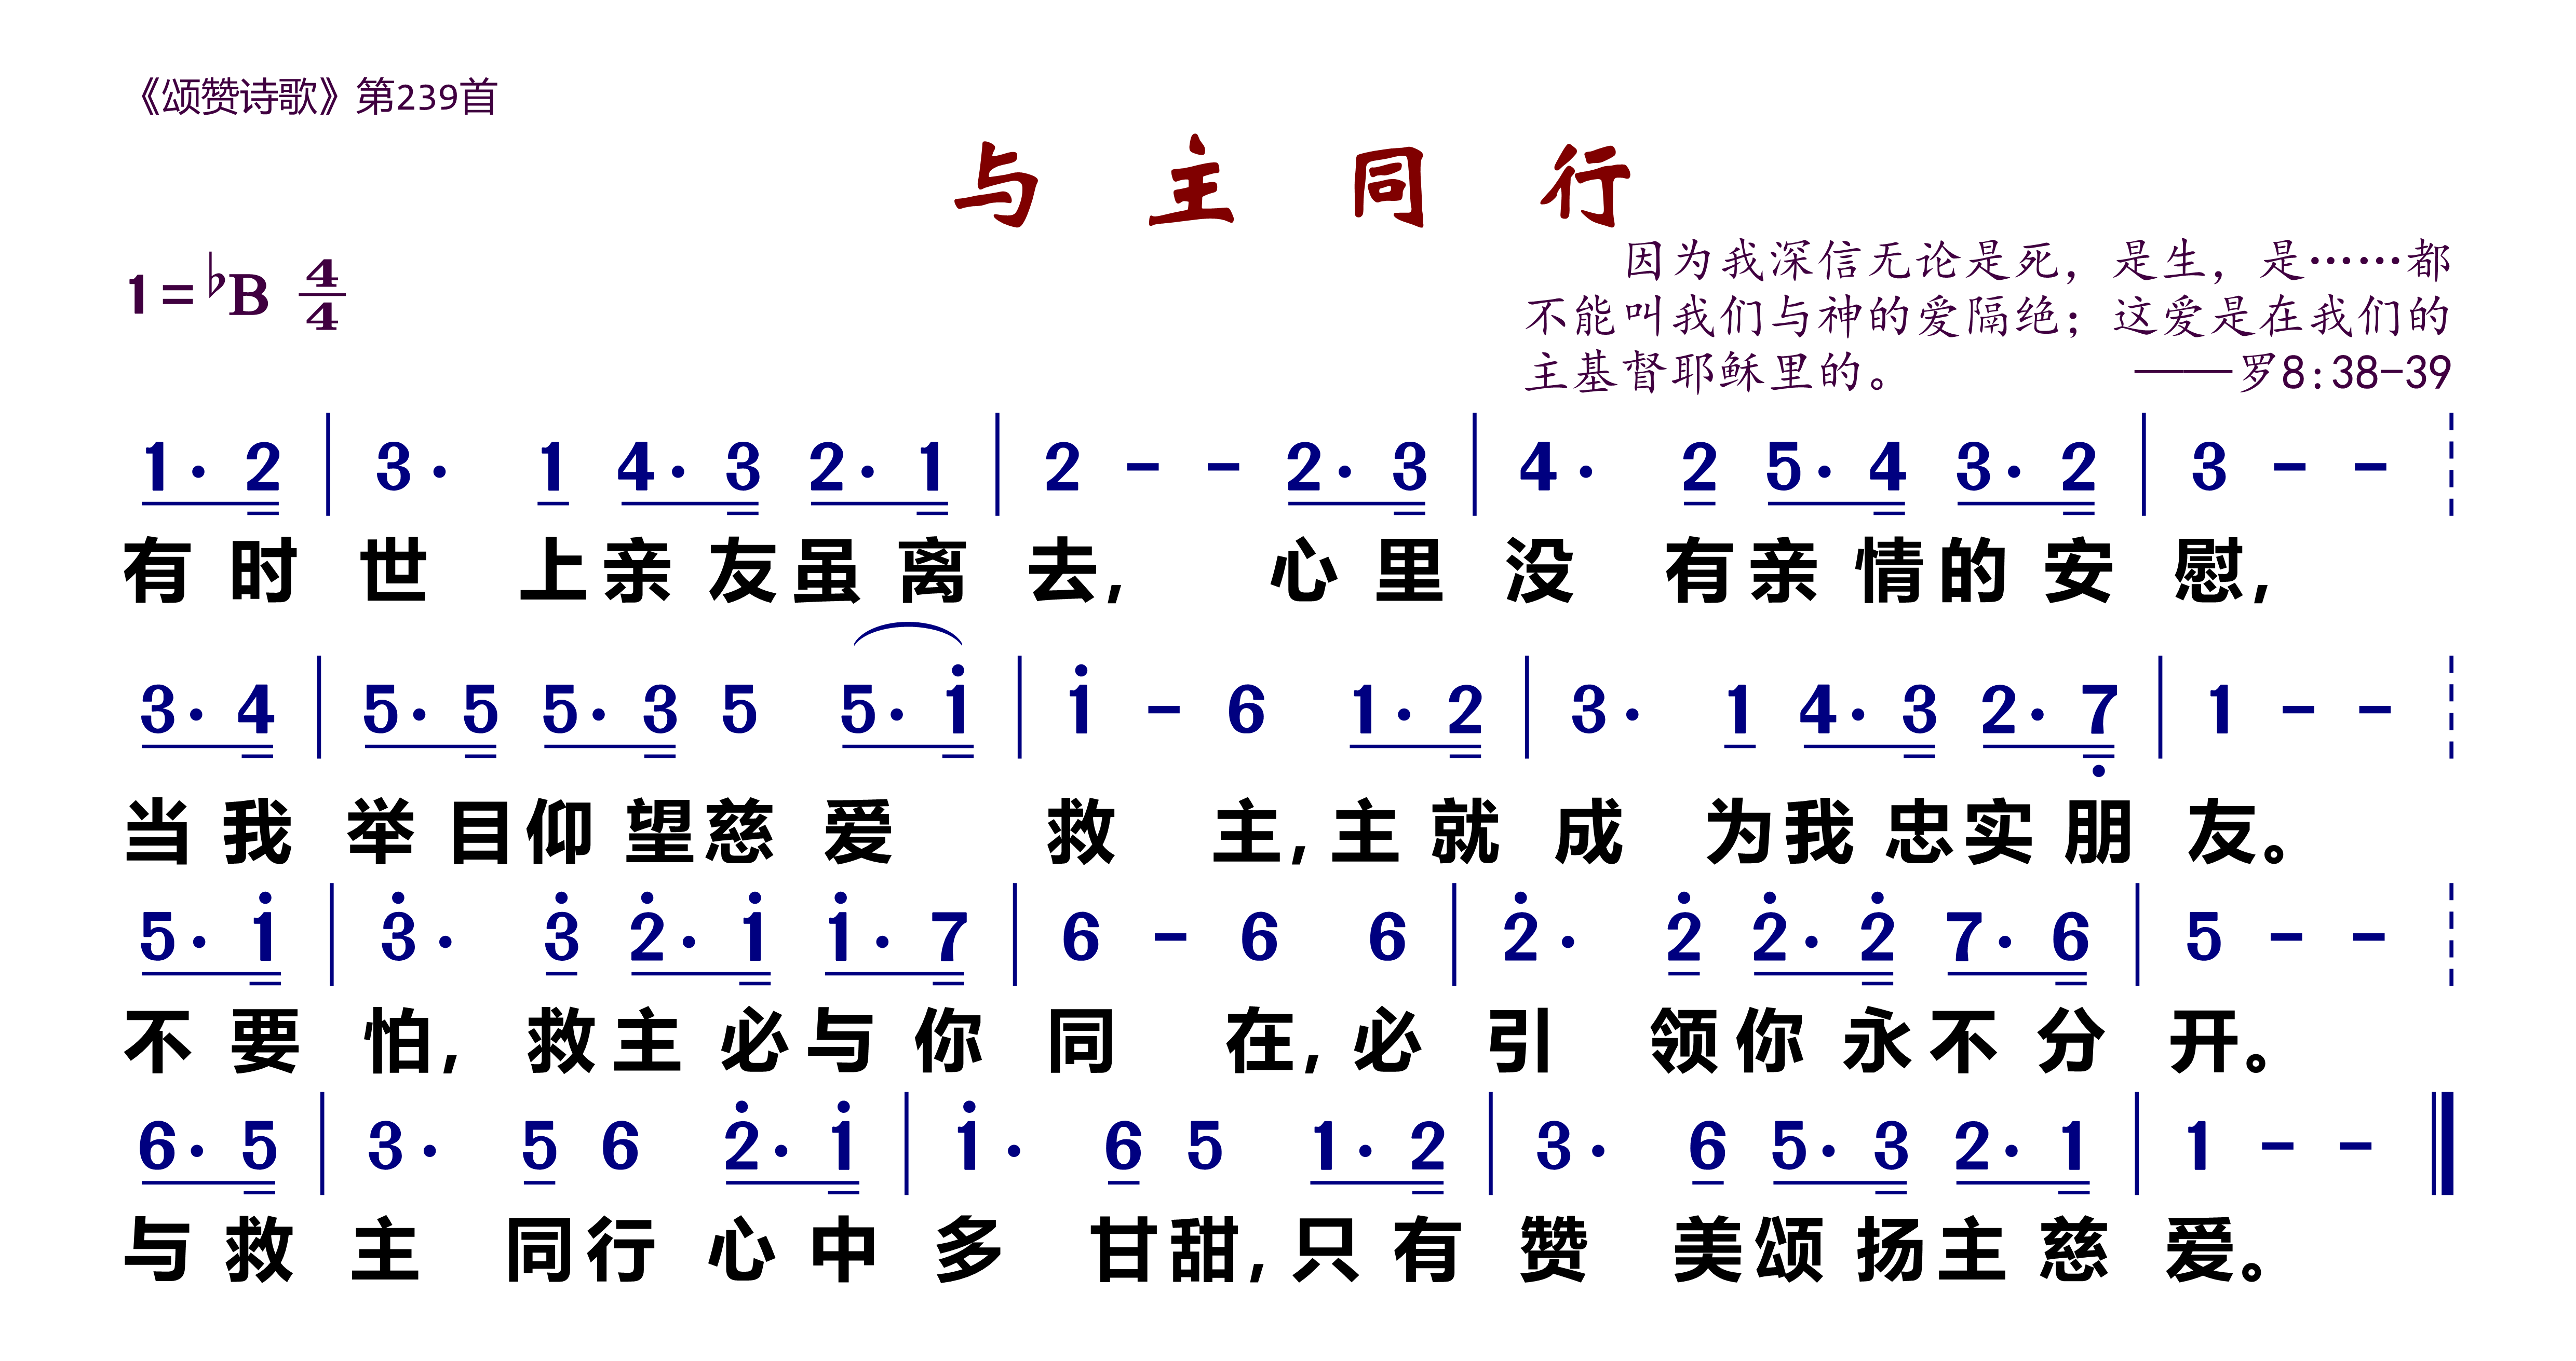 《颂赞诗歌》第239首
与主同行
1=♭B 4/4
因为我深信无论是死，是生，是……都
不能叫我们与神的爱隔绝；这爱是在我们的
主基督耶稣里的。 ——罗8:38-39
1· 2 | 3· 1 4· 3 2· 1 | 2 - - 2· 3 | 4· 2 5· 4 3· 2 | 3 - -
有时世上亲友虽离去，心里没有亲情的安慰，
3· 4 | 5· 5 5· 3 5 5· i | i - 6 1· 2 | 3· 1 4· 3 2· 7̣ | 1 - -
当我举目仰望慈爱救主，主就成为我忠实朋友。
5· i | 3̇· 3̇ 2̇· i i· 7 | 6 - 6 6 | 2̇· 2̇ 2̇· 2̇ 7· 6 | 5 - -
不要怕，救主必与你同在，必引领你永不分开。
6· 5 | 3· 5 6 2̇· i | i· 6 5 1· 2 | 3· 6 5· 3 2· 1 | 1 - -
与救主同行心中多甘甜，只有赞美颂扬主慈爱。